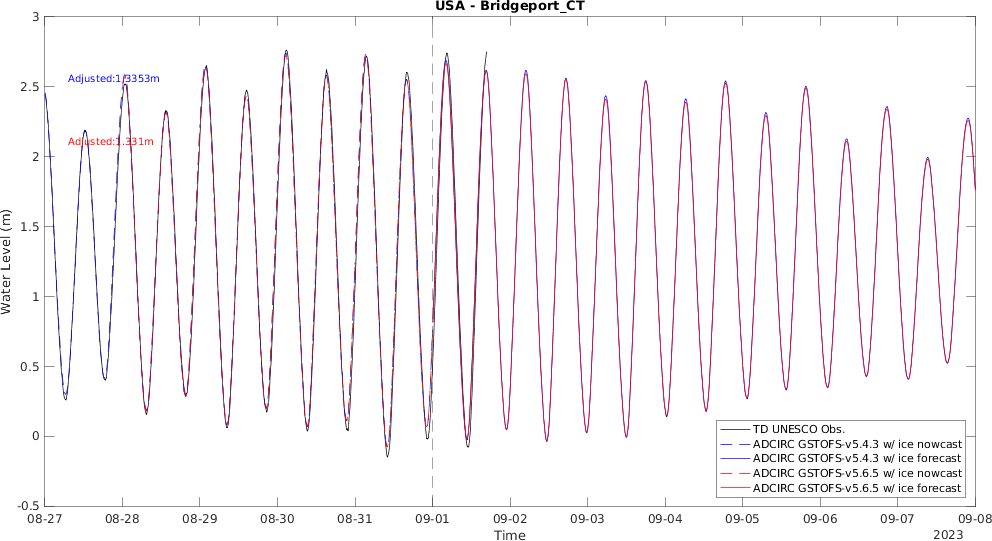 USA - Bridgeport_CT
3
2.5
2
1.5
1
0.5
0
-0.5
Water Level (m)
Adjusted:1.3353m
Adjusted:1.331m
TD UNESCO Obs.
ADCIRC GSTOFS-v5.4.3 w/ ice nowcast
ADCIRC GSTOFS-v5.4.3 w/ ice forecast
ADCIRC GSTOFS-v5.6.5 w/ ice nowcast
ADCIRC GSTOFS-v5.6.5 w/ ice forecast
08-27 08-28 08-29 08-30 08-31 09-01 09-02 09-03 09-04 09-05 09-06 09-07 09-08
Time
2023